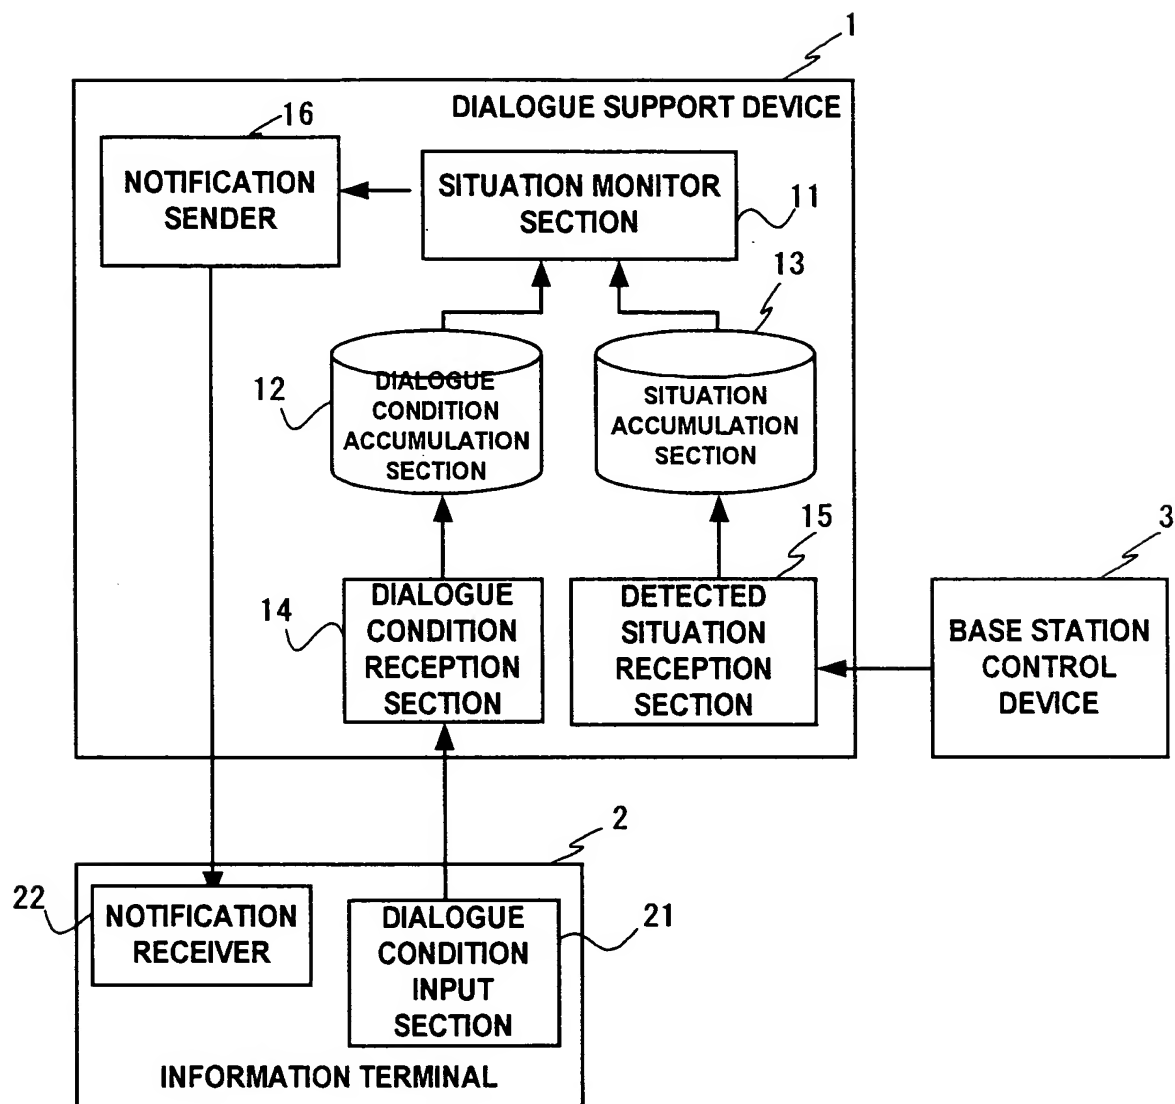 1
DIALOGUE SUPPORT DEVICE
16
NOTIFICATION
SENDER
SITUATION MONITOR
SECTION
11
13
12
DIALOGUE
CONDITION
ACCUMULATION
SECTION
SITUATION
ACCUMULATION
SECTION
15
3
14
DIALOGUE
CONDITION
RECEPTION
SECTION
DETECTED
SITUATION
RECEPTION
SECTION
BASE STATION
CONTROL
DEVICE
2
22
NOTIFICATION
RECEIVER
DIALOGUE
CONDITION
INPUT
SECTION
21
INFORMATION TERMINAL